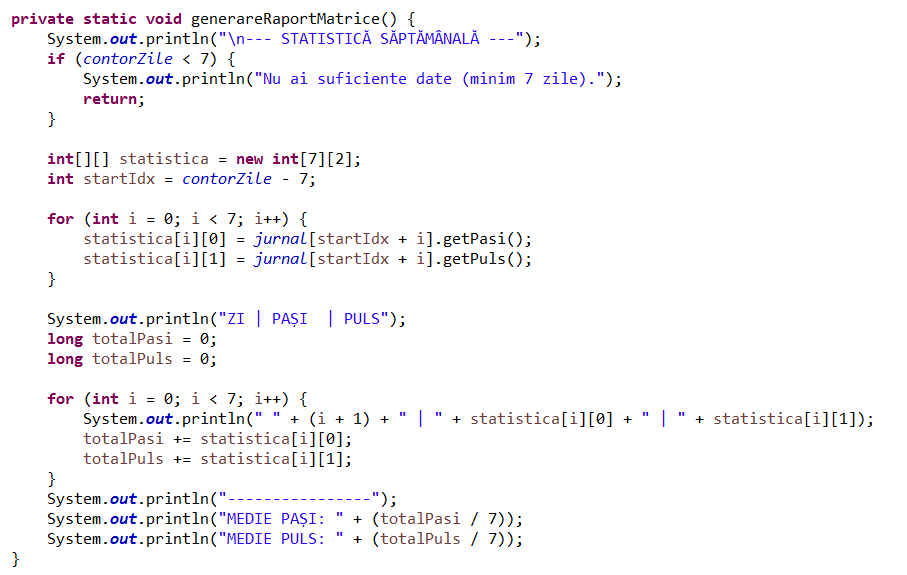 private static void generareRaportMatrice() {
    System.out.println("\n--- STATISTICĂ SĂPTĂMÂNALĂ ---");
    if (contorZile < 7) {
        System.out.println("Nu ai suficiente date (minim 7 zile).");
        return;
    }

    int[][] statistica = new int[7][2];
    int startIdx = contorZile - 7;

    for (int i = 0; i < 7; i++) {
        statistica[i][0] = jurnal[startIdx + i].getPasi();
        statistica[i][1] = jurnal[startIdx + i].getPuls();
    }

    System.out.println("ZI | PAȘI  | PULS");
    long totalPasi = 0;
    long totalPuls = 0;

    for (int i = 0; i < 7; i++) {
        System.out.println(" " + (i + 1) + " | " + statistica[i][0] + " | " + statistica[i][1]);
        totalPasi += statistica[i][0];
        totalPuls += statistica[i][1];
    }
    System.out.println("----------------");
    System.out.println("MEDIE PAȘI: " + (totalPasi / 7));
    System.out.println("MEDIE PULS: " + (totalPuls / 7));
}